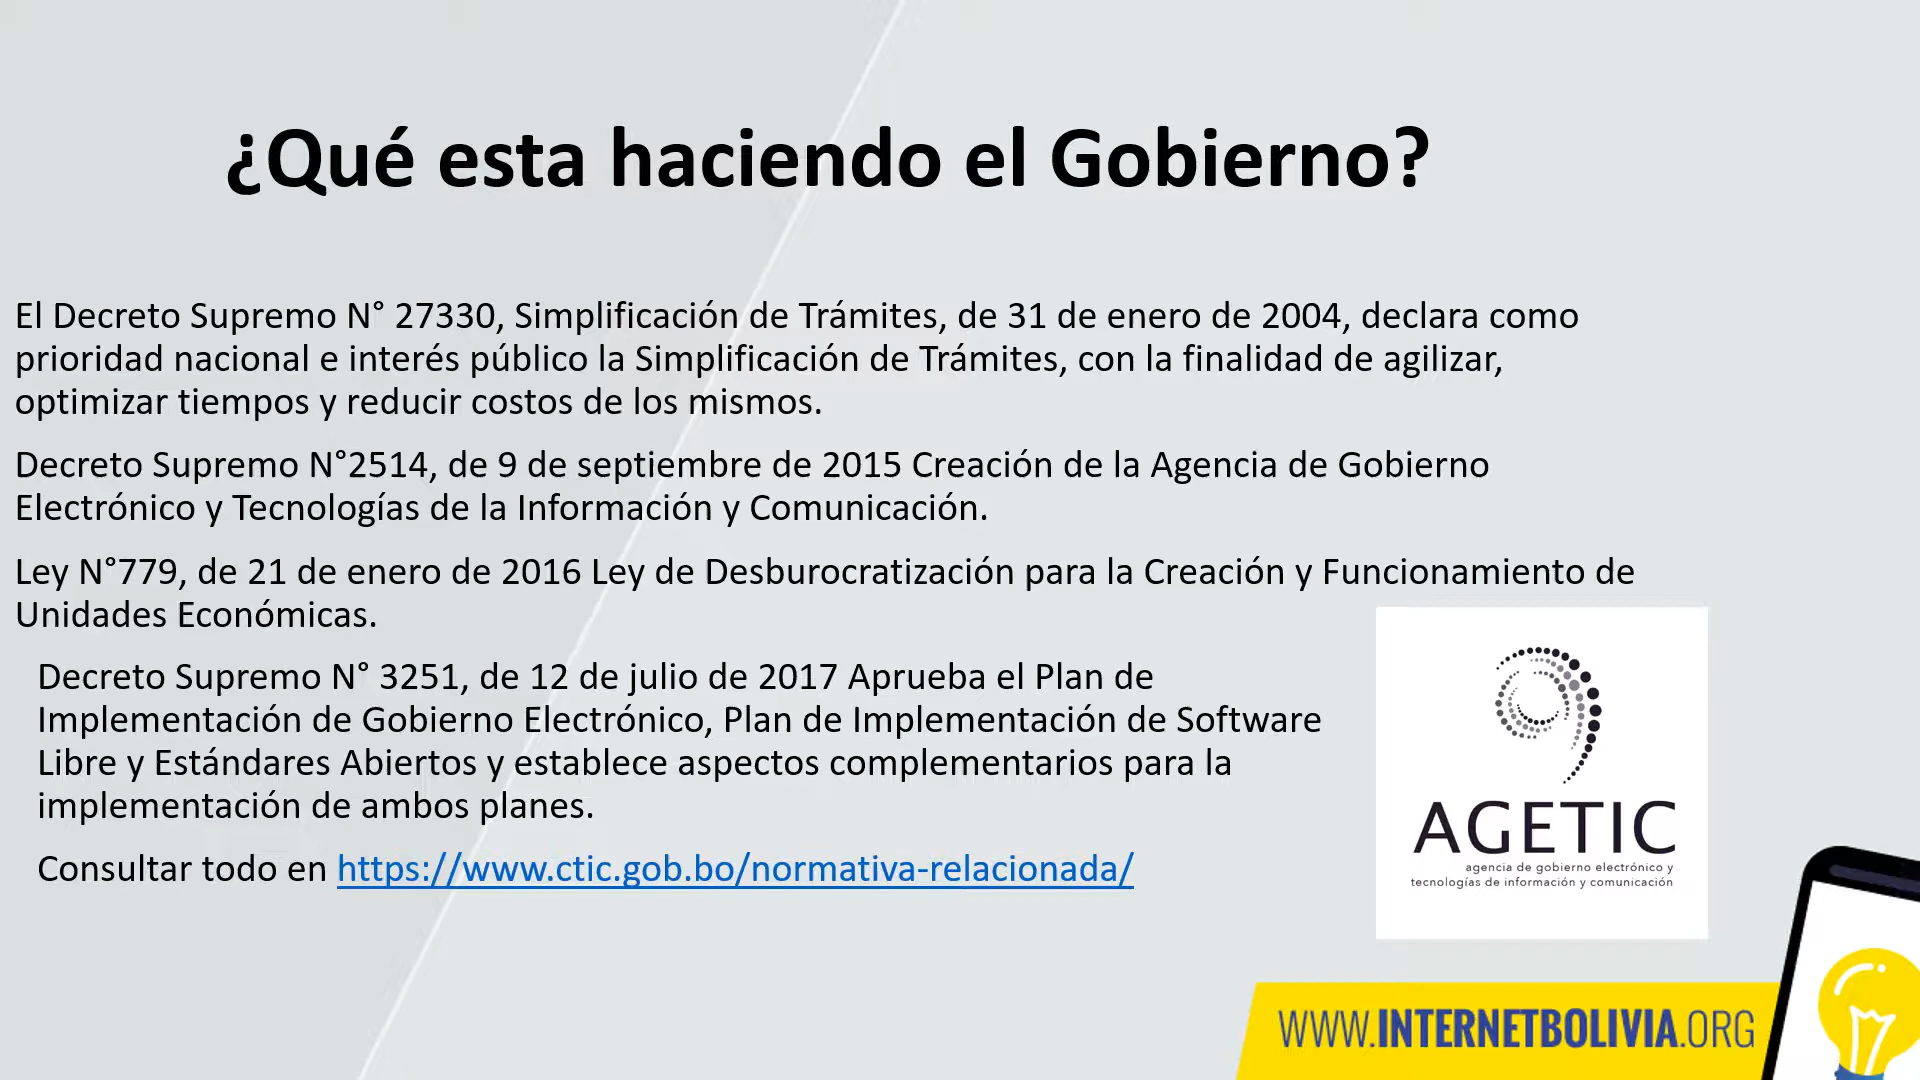 ¿Qué esta haciendo el Gobierno?
El Decreto Supremo N° 27330, Simplificación de Trámites, de 31 de enero de 2004, declara como
prioridad nacional e interés público la Simplificación de Trámites, con la finalidad de agilizar,
optimizar tiempos y reducir costos de los mismos.
Decreto Supremo N°2514, de 9 de septiembre de 2015 Creación de la Agencia de Gobierno
Electrónico y Tecnologías de la Información y Comunicación.
Ley N°779, de 21 de enero de 2016 Ley de Desburocratización para la Creación y Funcionamiento de
Unidades Económicas.
Decreto Supremo N° 3251, de 12 de julio de 2017 Aprueba el Plan de
Implementación de Gobierno Electrónico, Plan de Implementación de Software
Libre y Estándares Abiertos y establece aspectos complementarios para la
implementación de ambos planes.
Consultar todo en https://www.ctic.gob.bo/normativa-relacionada/
AGETIC
agencia de gobierno electrónico y
tecnologías de información y comunicación
WWW.INTERNETBOLIVIA.ORG